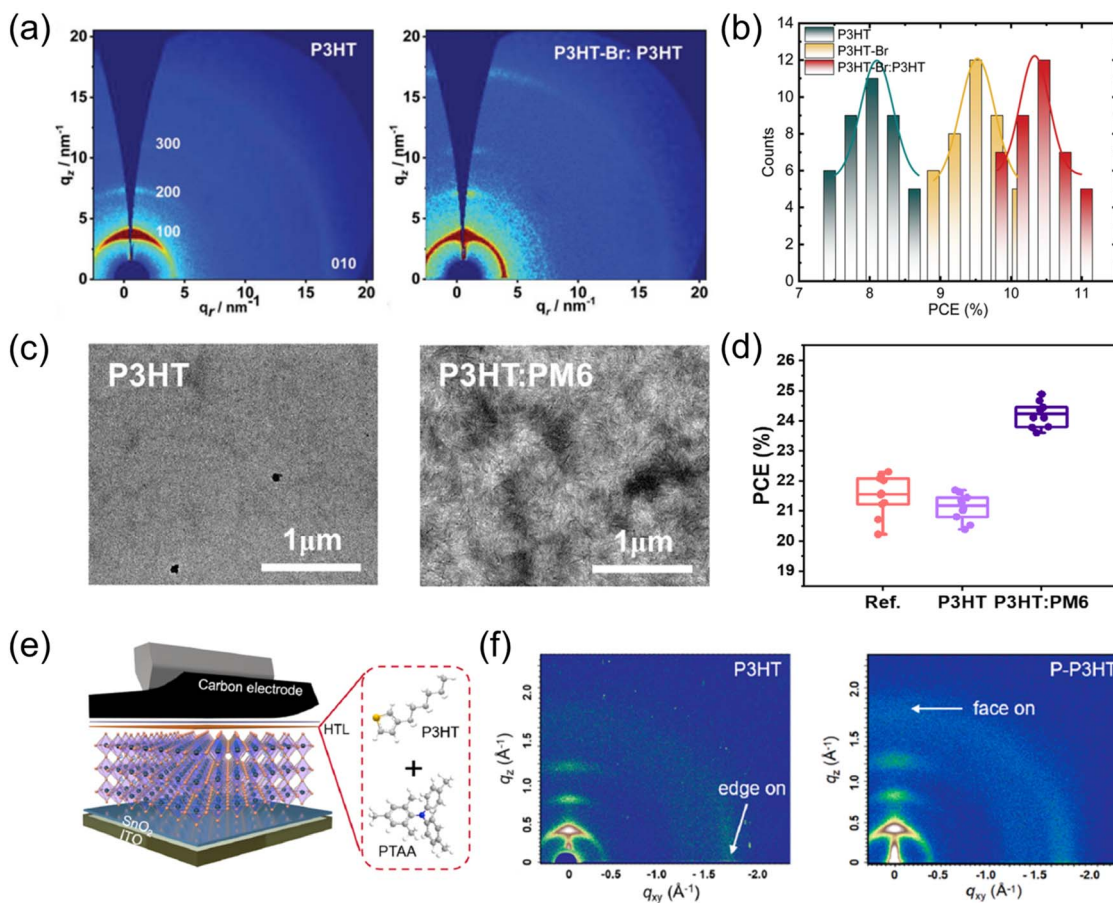 (a)
P3HT
P3HT-Br: P3HT
20
15
10
5
0
q_z / nm⁻¹
300
200
100
010
0
5
10
15
20
q_r / nm⁻¹
20
15
10
5
0
q_z / nm⁻¹
0
5
10
15
20
q_r / nm⁻¹
(b)
P3HT
P3HT-Br
P3HT-Br:P3HT
14
12
10
8
6
4
2
0
Counts
7
8
9
10
11
PCE (%)
(c)
P3HT
1μm
P3HT:PM6
1μm
(d)
26
25
24
23
22
21
20
19
PCE (%)
Ref.
P3HT
P3HT:PM6
(e)
Carbon electrode
HTL
SnO₂
ITO
P3HT
+
PTAA
(f)
P3HT
2.0
1.5
1.0
0.5
0
q_z (Å⁻¹)
edge on
0
-0.5
-1.0
-1.5
-2.0
q_xy (Å⁻¹)
P-P3HT
2.0
1.5
1.0
0.5
0
q_z (Å⁻¹)
face on
0
-0.5
-1.0
-1.5
-2.0
q_xy (Å⁻¹)